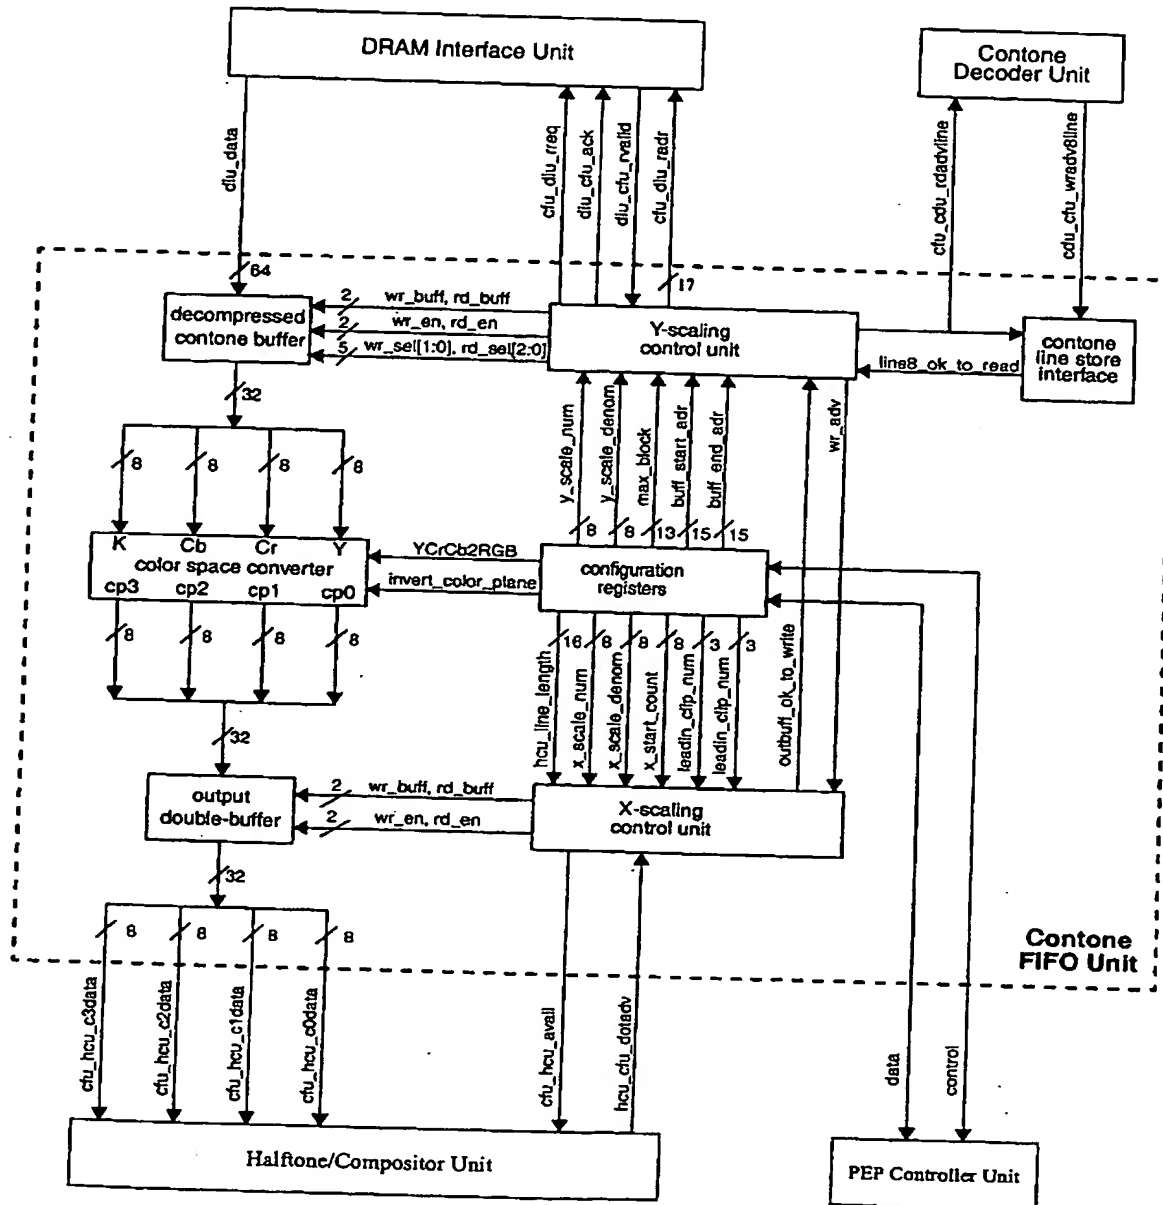 DRAM Interface Unit
Contone
Decoder Unit
diu_data
cfu_diu_rreq
diu_cfu_ack
diu_cfu_rvalid
cfu_diu_radr
cfu_cdu_rdadvline
cdu_cfu_wradv8line
64
17
decompressed
contone buffer
2 wr_buff, rd_buff
2 wr_en, rd_en
5 wr_sel[1:0], rd_sel[2:0]
Y-scaling
control unit
line8_ok_to_read
contone
line store
interface
32
8 8 8 8
y_scale_num
y_scale_denom
max_block
buff_start_adr
buff_end_adr
wr_adv
8 8 13 15 15
K Cb Cr Y
color space converter
cp3 cp2 cp1 cp0
YCrCb2RGB
invert_color_plane
configuration
registers
8 8 8 8
16 8 8 8 3 3
hcu_line_length
x_scale_num
x_scale_denom
x_start_count
leadin_clip_num
leadin_clip_num
outbuff_ok_to_write
32
output
double-buffer
2 wr_buff, rd_buff
2 wr_en, rd_en
X-scaling
control unit
32
8 8 8 8
Contone
FIFO Unit
cfu_hcu_c3data
cfu_hcu_c2data
cfu_hcu_c1data
cfu_hcu_c0data
cfu_hcu_avail
hcu_cfu_dotadv
data
control
Halftone/Compositor Unit
PEP Controller Unit